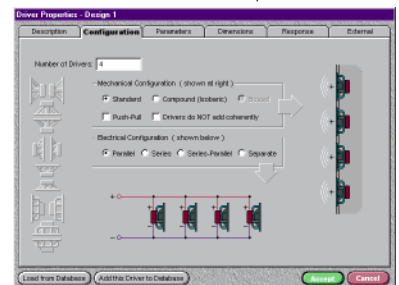 Driver Properties - Design 1
Description Configuration Parameters Dimensions Response External
Number of Drivers: 4
Mechanical Configuration ( shown at right )
Standard Compound (Isobaric) Bipole
Push-Pull Drivers do NOT add coherently
Electrical Configuration ( shown below )
Parallel Series Series-Parallel Separate
Load from Database Add this Driver to Database Accept Cancel